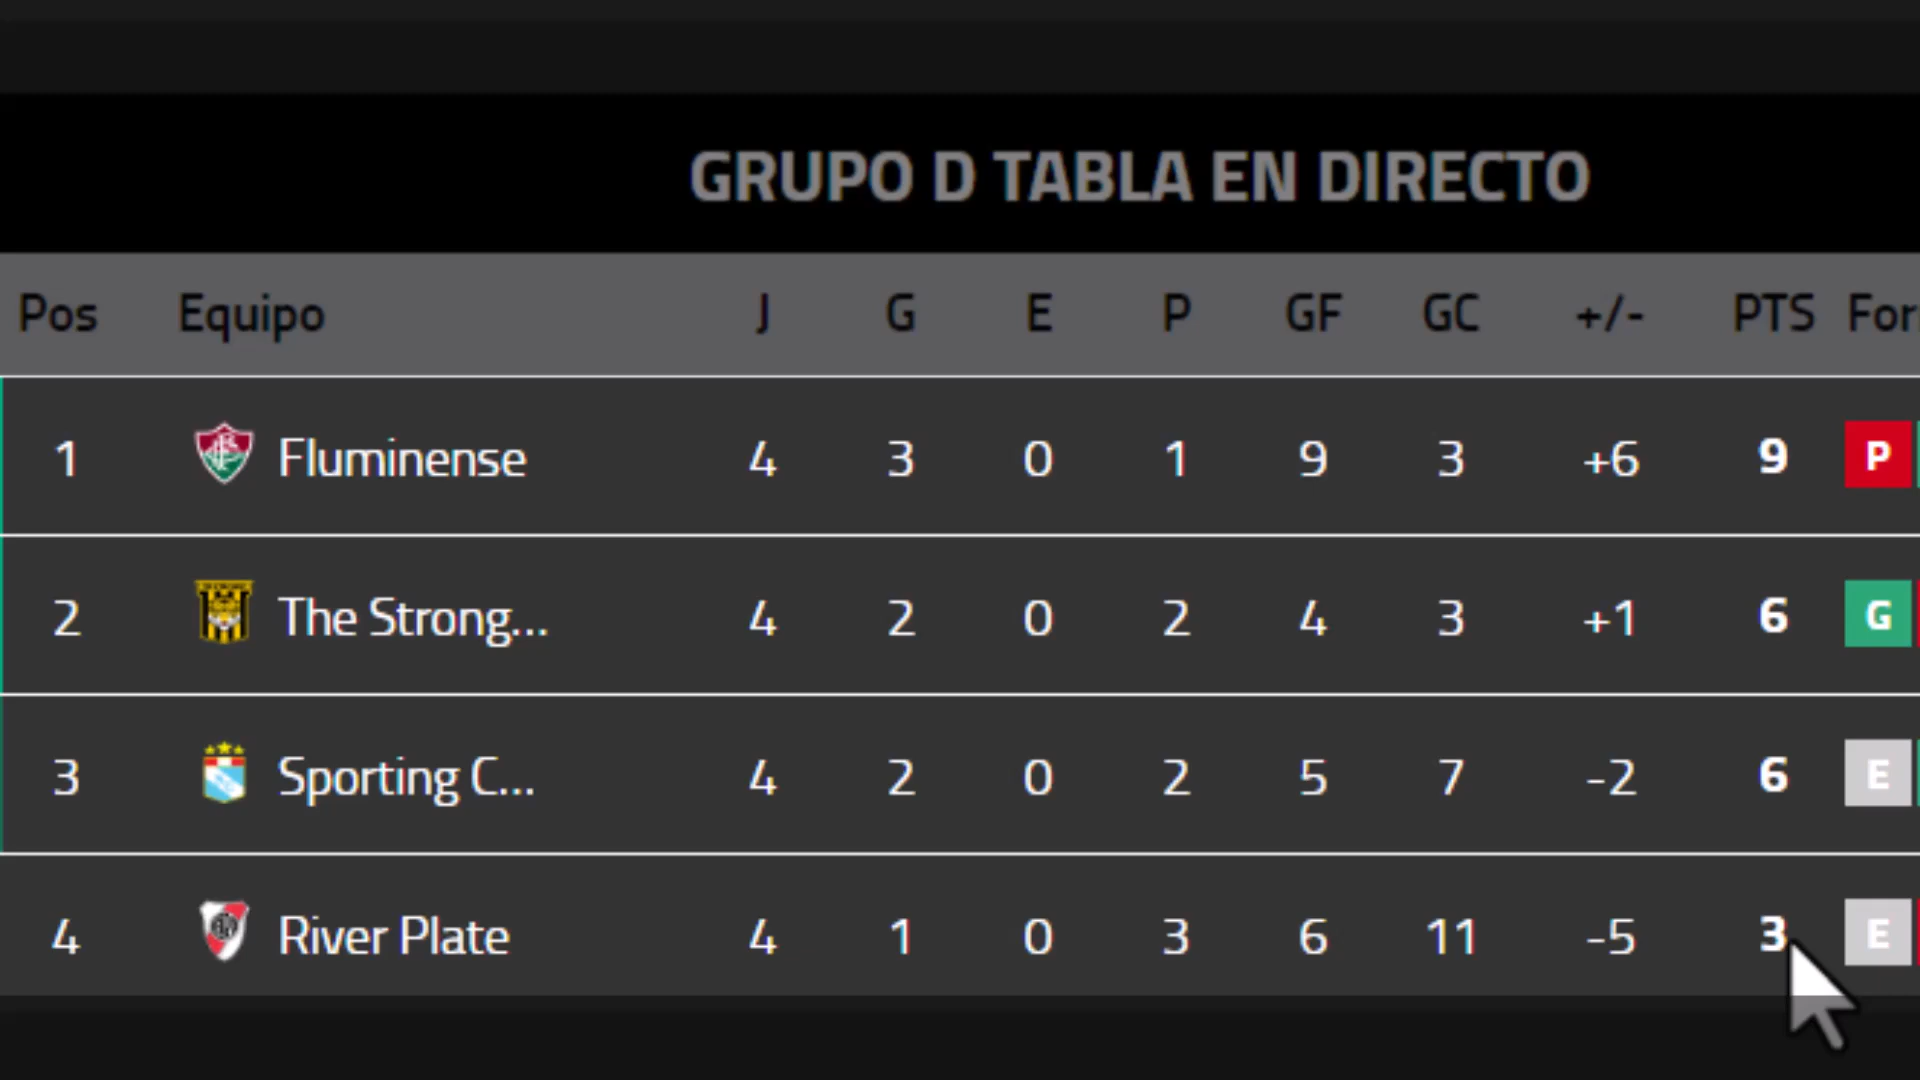 GRUPO D TABLA EN DIRECTO
Pos Equipo J G E P GF GC +/- PTS For
1 Fluminense 4 3 0 1 9 3 +6 9 P
2 The Strong... 4 2 0 2 4 3 +1 6 G
3 Sporting C... 4 2 0 2 5 7 -2 6 E
4 River Plate 4 1 0 3 6 11 -5 3 E